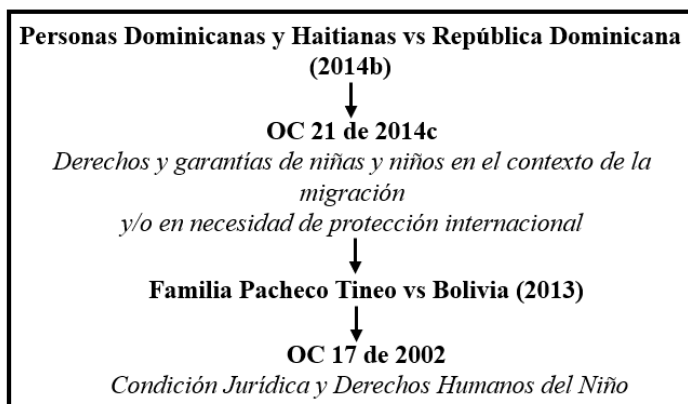 Personas Dominicanas y Haitianas vs República Dominicana
(2014b)
OC 21 de 2014c
Derechos y garantías de niñas y niños en el contexto de la
migración
y/o en necesidad de protección internacional
Familia Pacheco Tineo vs Bolivia (2013)
OC 17 de 2002
Condición Jurídica y Derechos Humanos del Niño